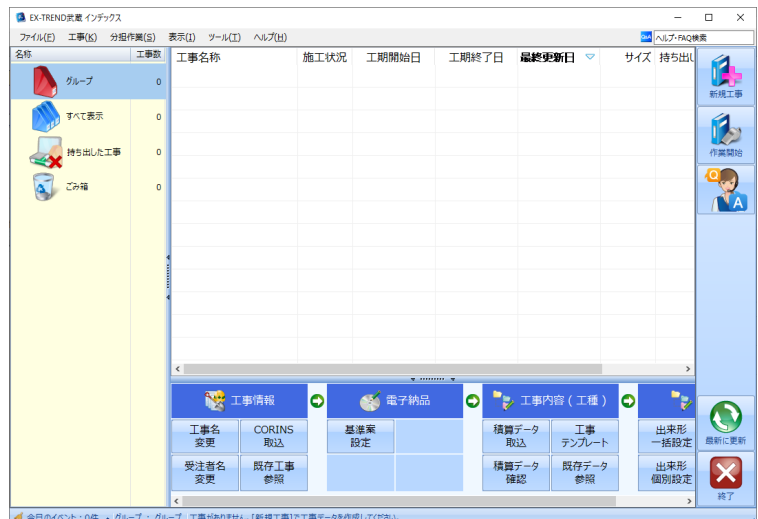 EX-TREND武蔵 インデックス
ファイル(F) 工事(K) 分担作業(S) 表示(I) ツール(T) ヘルプ(H)
Q&A ヘルプ・FAQ検索
名称 工事数
グループ 0
すべて表示 0
持ち出した工事 0
ごみ箱 0
工事名称 施工状況 工期開始日 工期終了日 最終更新日 サイズ 持ち出し
新規工事
作業開始
Q
A
工事情報 電子納品 工事内容(工種)
工事名
変更
CORINS
取込
基準案
設定
積算データ
取込
工事
テンプレート
出来形
一括設定
受注者名
変更
既存工事
参照
積算データ
確認
既存データ
参照
出来形
個別設定
最新に更新
終了
今日のイベント:0件 グループ:グループ 工事がありません。[新規工事]で工事データを作成してください。